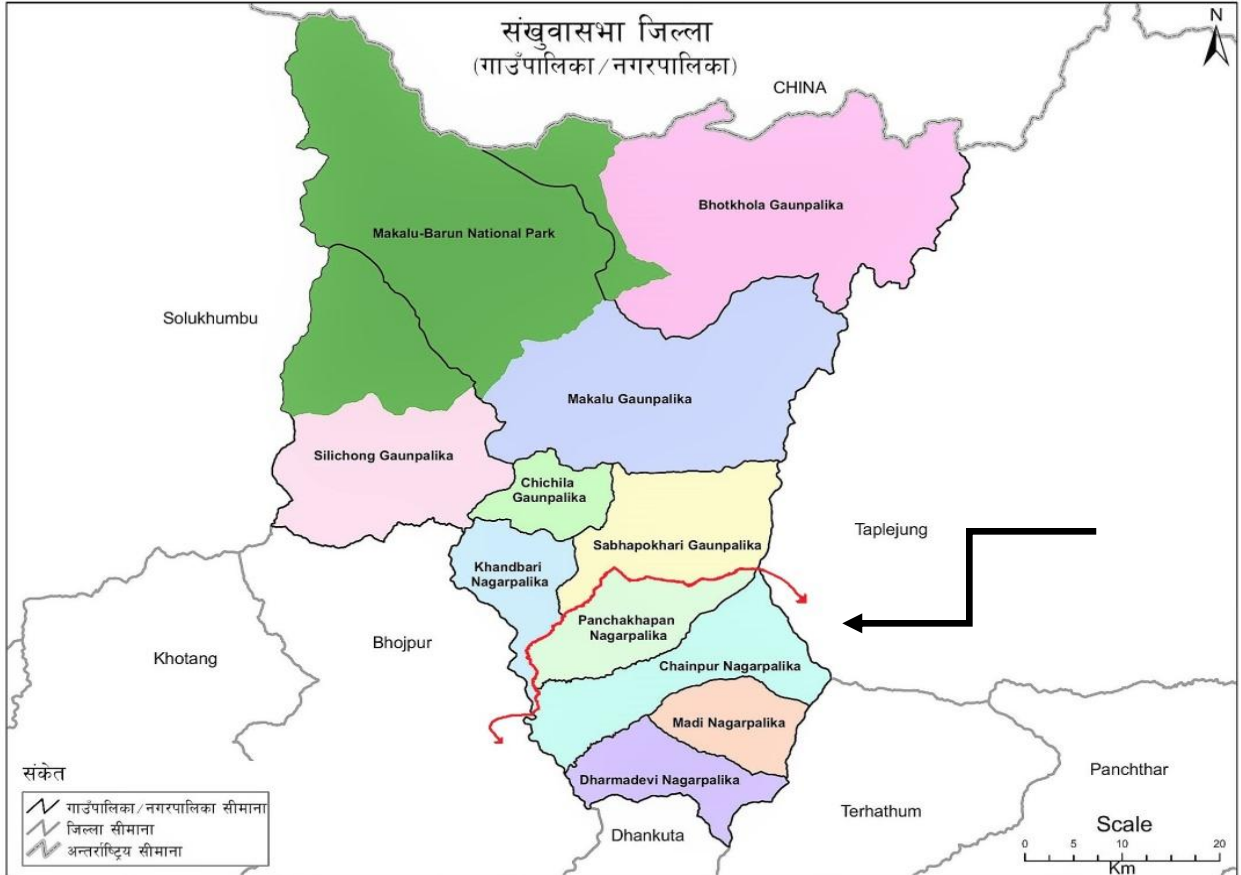 संखुवासभा जिल्ला
(गाउँपालिका/नगरपालिका)
N
CHINA
Bhotkhola Gaunpalika
Makalu-Barun National Park
Solukhumbu
Makalu Gaunpalika
Silichong Gaunpalika
Chichila
Gaunpalika
Taplejung
Sabhapokhari Gaunpalika
Khandbari
Nagarpalika
Panchakhapan
Nagarpalika
Bhojpur
Khotang
Chainpur Nagarpalika
Madi Nagarpalika
Panchthar
Dharmadevi Nagarpalika
Terhathum
Dhankuta
संकेत
गाउँपालिका/नगरपालिका सीमाना
जिल्ला सीमाना
अन्तर्राष्ट्रिय सीमाना
Scale
0 5 10 20
Km